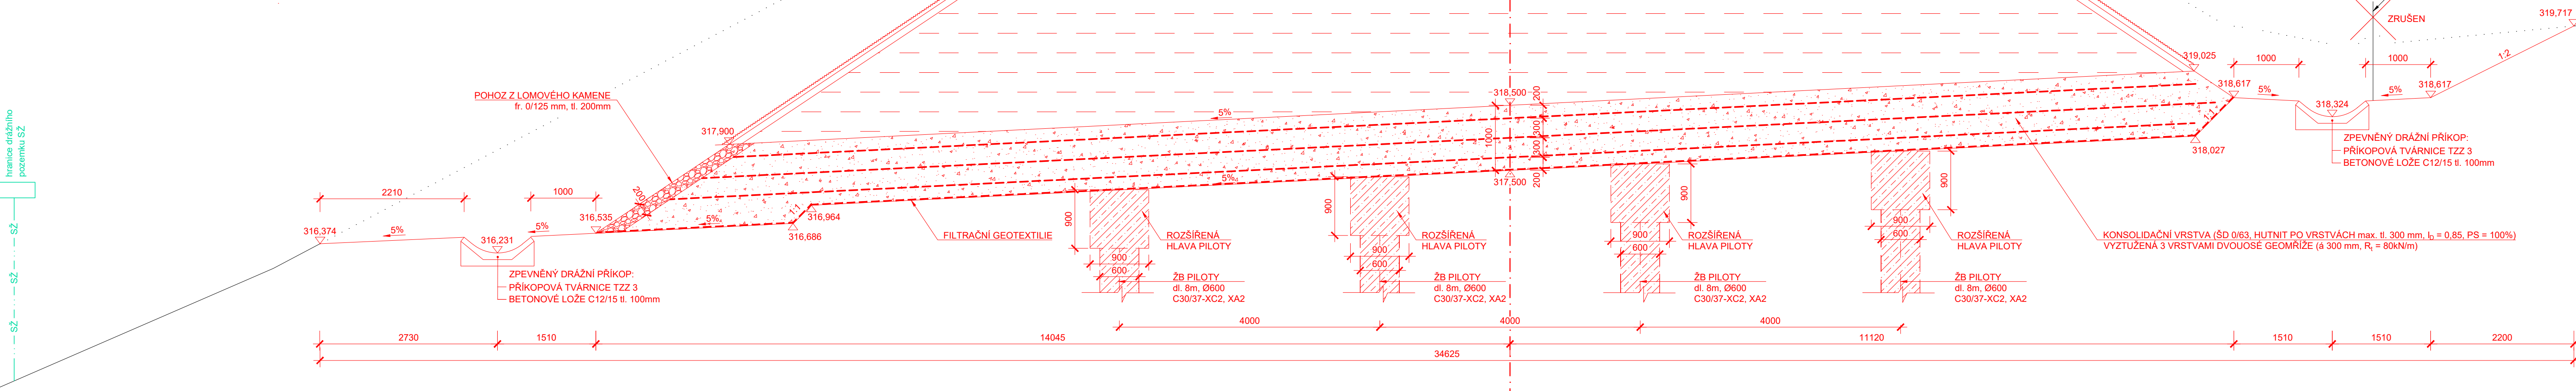 hranice drážního
pozemku SŽ
SŽ
SŽ
SŽ
POHOZ Z LOMOVÉHO KAMENE
fr. 0/125 mm, tl. 200mm
317,900
2210
1000
316,374
5%
316,231
5%
316,535
200
5%
1:1
316,964
316,686
ZPEVNĚNÝ DRÁŽNÍ PŘÍKOP:
PŘÍKOPOVÁ TVÁRNICE TZZ 3
BETONOVÉ LOŽE C12/15 tl. 100mm
FILTRAČNÍ GEOTEXTILIE
5%
5%
318,500
1000
200
300
300
200
317,500
900
900
600
ROZŠÍŘENÁ
HLAVA PILOTY
ŽB PILOTY
dl. 8m, Ø600
C30/37-XC2, XA2
900
900
600
ROZŠÍŘENÁ
HLAVA PILOTY
ŽB PILOTY
dl. 8m, Ø600
C30/37-XC2, XA2
900
900
600
ROZŠÍŘENÁ
HLAVA PILOTY
ŽB PILOTY
dl. 8m, Ø600
C30/37-XC2, XA2
900
900
600
ROZŠÍŘENÁ
HLAVA PILOTY
ŽB PILOTY
dl. 8m, Ø600
C30/37-XC2, XA2
319,025
318,617
1:1
318,027
1000
5%
318,324
1000
5%
318,617
1:2
319,717
ZRUŠEN
ZPEVNĚNÝ DRÁŽNÍ PŘÍKOP:
PŘÍKOPOVÁ TVÁRNICE TZZ 3
BETONOVÉ LOŽE C12/15 tl. 100mm
KONSOLIDAČNÍ VRSTVA (ŠD 0/63, HUTNIT PO VRSTVÁCH max. tl. 300 mm, ID = 0,85, PS = 100%)
VYZTUŽENÁ 3 VRSTVAMI DVOUOSÉ GEOMŘÍŽE (á 300 mm, Rt = 80kN/m)
4000
4000
4000
2730
1510
14045
11120
1510
1510
2200
34625